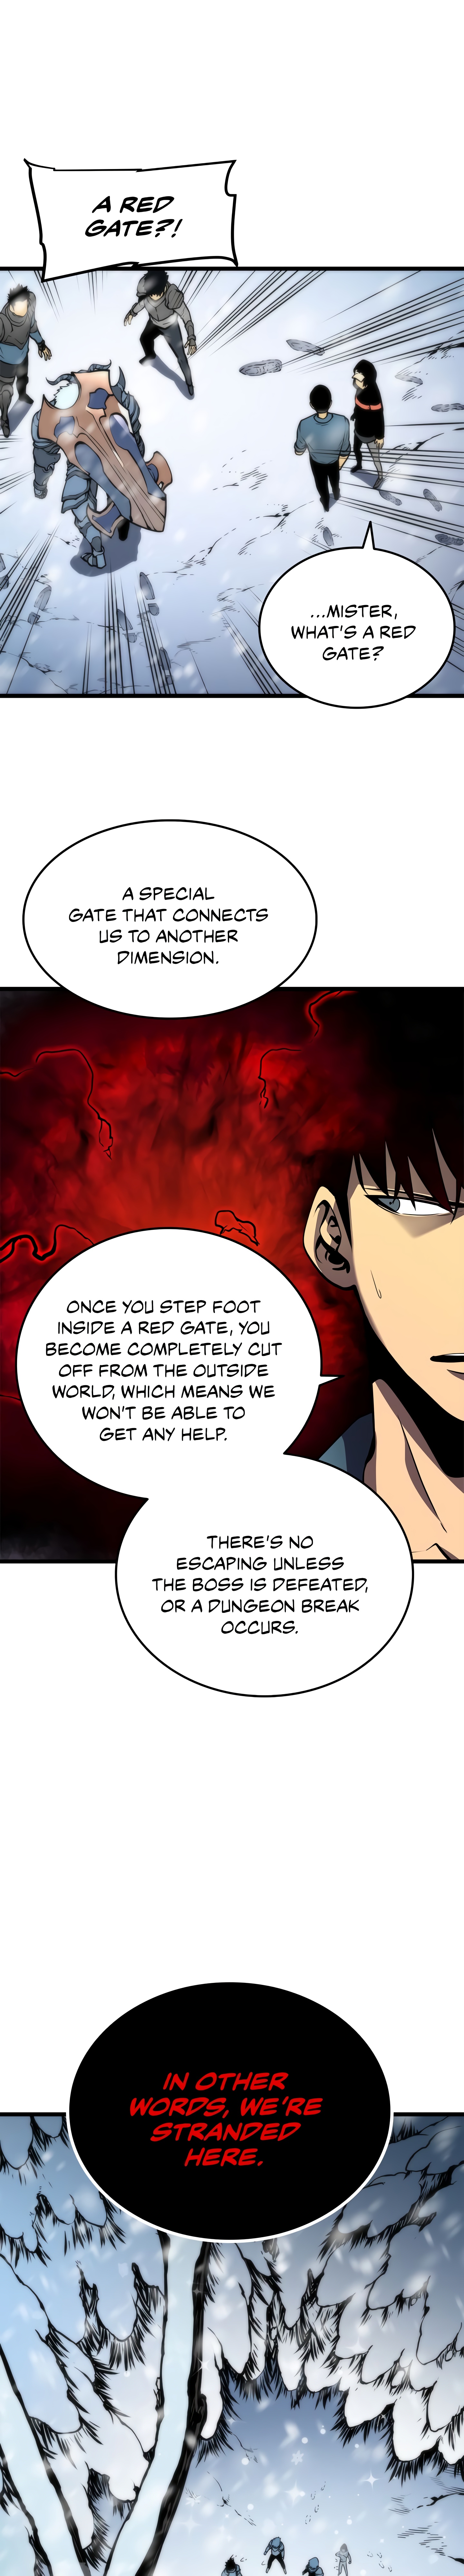 A RED
GATE?!
...MISTER,
WHAT'S A RED
GATE?
A SPECIAL
GATE THAT CONNECTS
US TO ANOTHER
DIMENSION.
ONCE YOU STEP FOOT
INSIDE A RED GATE, YOU
BECOME COMPLETELY CUT
OFF FROM THE OUTSIDE
WORLD, WHICH MEANS WE
WON'T BE ABLE TO
GET ANY HELP.
THERE'S NO
ESCAPING UNLESS
THE BOSS IS DEFEATED,
OR A DUNGEON BREAK
OCCURS.
IN OTHER
WORDS, WE'RE
STRANDED
HERE.